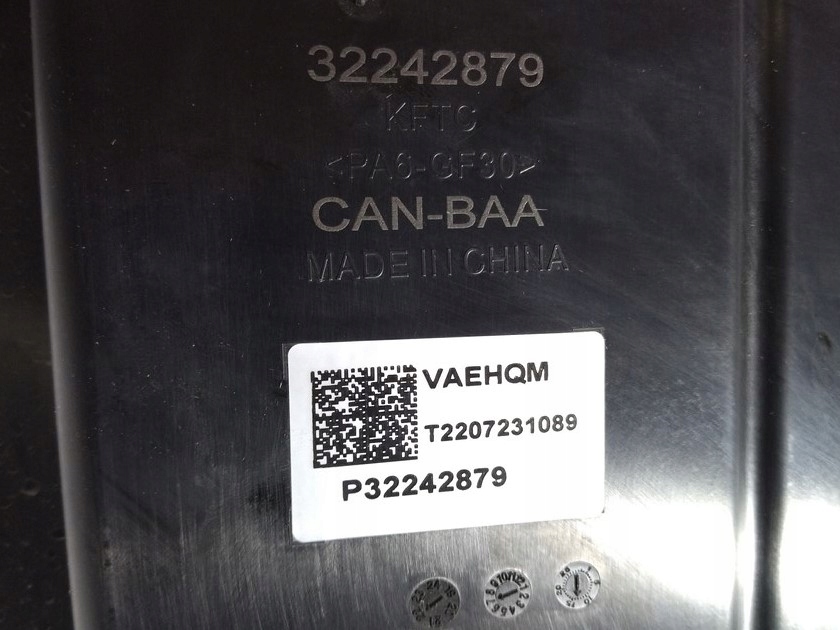 32242879
KFTC
<PA6-GF30>
CAN-BAA
MADE IN CHINA
VAEHQM
T2207231089
P32242879